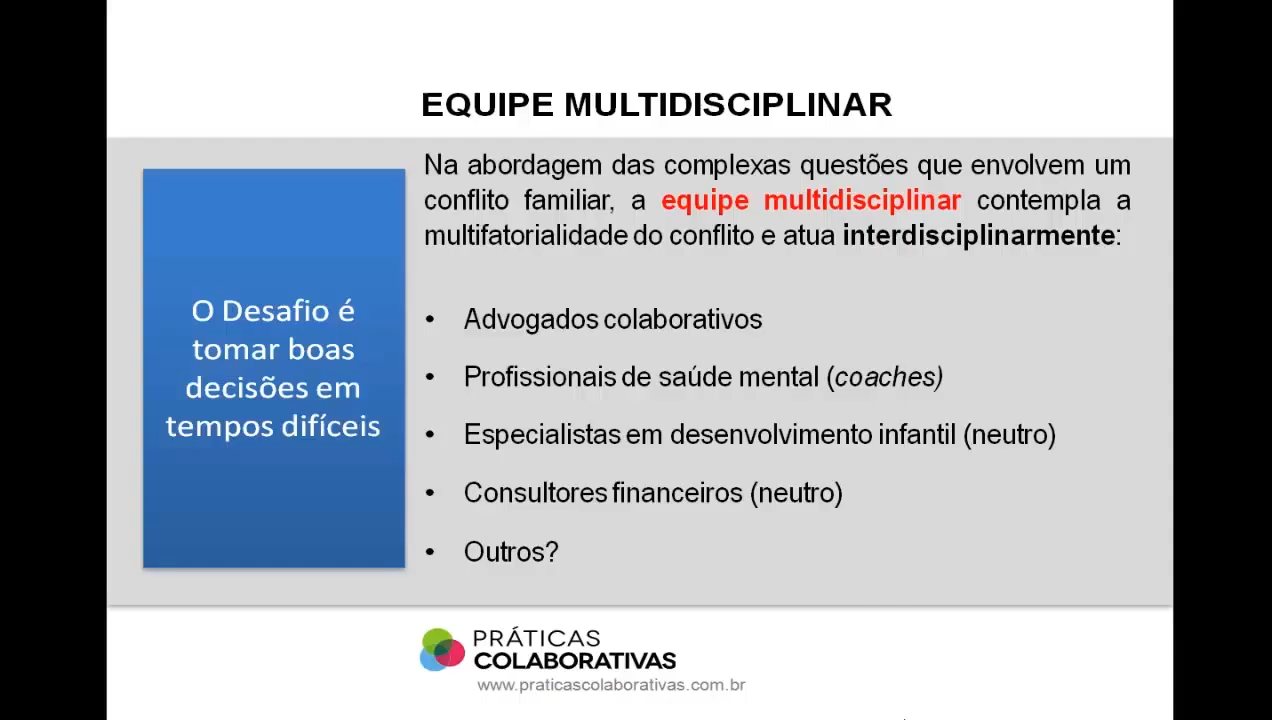 EQUIPE MULTIDISCIPLINAR
O Desafio é
tomar boas
decisões em
tempos difíceis
Na abordagem das complexas questões que envolvem um
conflito familiar, a equipe multidisciplinar contempla a
multifatorialidade do conflito e atua interdisciplinarmente:
• Advogados colaborativos
• Profissionais de saúde mental (coaches)
• Especialistas em desenvolvimento infantil (neutro)
• Consultores financeiros (neutro)
• Outros?
PRÁTICAS
COLABORATIVAS
www.praticascolaborativas.com.br